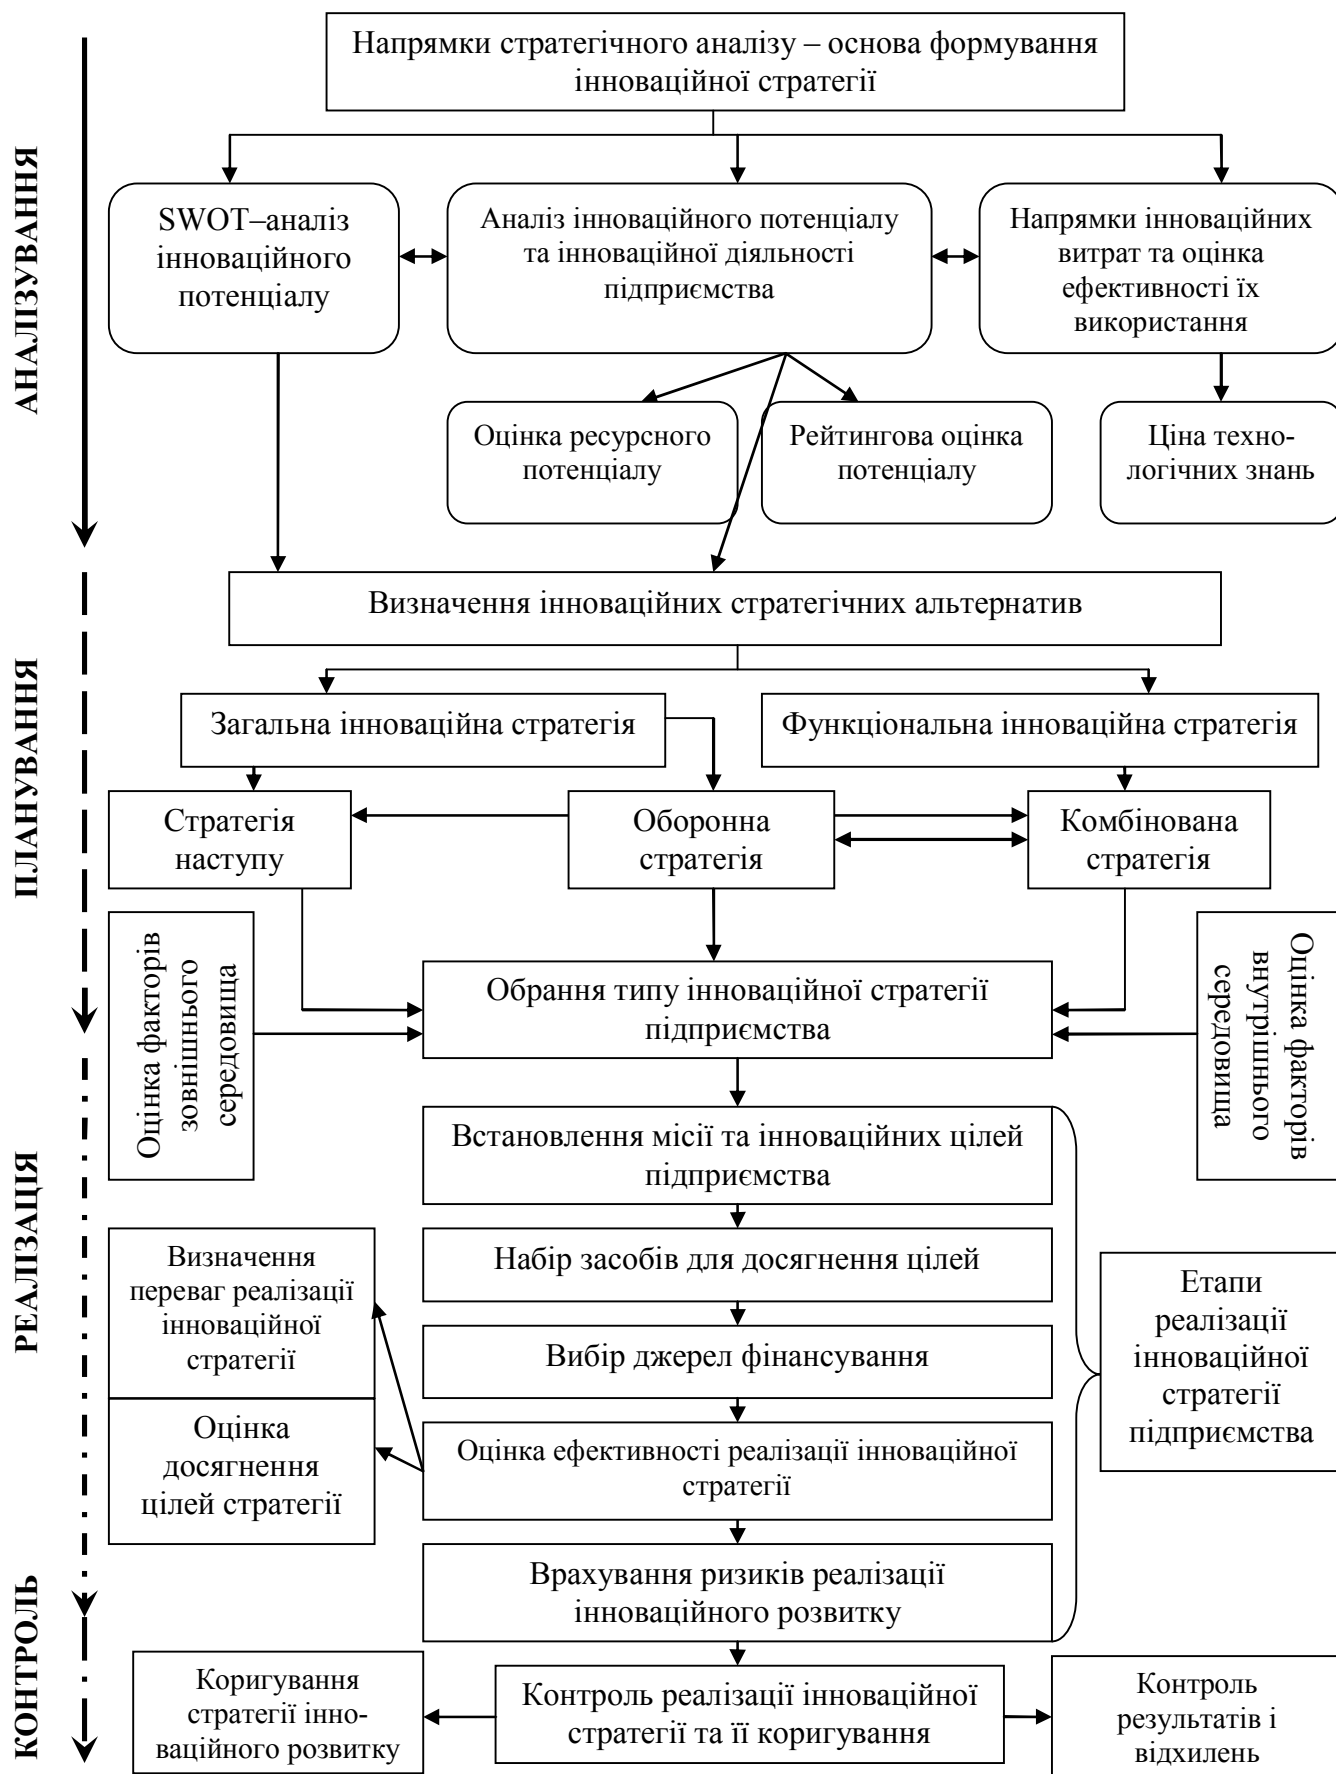 Напрямки стратегічного аналізу – основа формування
інноваційної стратегії
АНАЛІЗУВАННЯ
SWOT–аналіз
інноваційного
потенціалу
Аналіз інноваційного потенціалу
та інноваційної діяльності
підприємства
Напрямки інноваційних
витрат та оцінка
ефективності їх
використання
Оцінка ресурсного
потенціалу
Рейтингова оцінка
потенціалу
Ціна техно-
логічних знань
ПЛАНУВАННЯ
Визначення інноваційних стратегічних альтернатив
Загальна інноваційна стратегія
Функціональна інноваційна стратегія
Стратегія
наступу
Оборонна
стратегія
Комбінована
стратегія
Оцінка факторів
зовнішнього
середовища
Обрання типу інноваційної стратегії
підприємства
Оцінка факторів
внутрішнього
середовища
РЕАЛІЗАЦІЯ
Встановлення місії та інноваційних цілей
підприємства
Набір засобів для досягнення цілей
Вибір джерел фінансування
Оцінка ефективності реалізації інноваційної
стратегії
Врахування ризиків реалізації
інноваційного розвитку
Визначення
переваг реалізації
інноваційної
стратегії
Оцінка
досягнення
цілей стратегії
Етапи
реалізації
інноваційної
стратегії
підприємства
КОНТРОЛЬ
Коригування
стратегії інно-
ваційного розвитку
Контроль реалізації інноваційної
стратегії та її коригування
Контроль
результатів і
відхилень